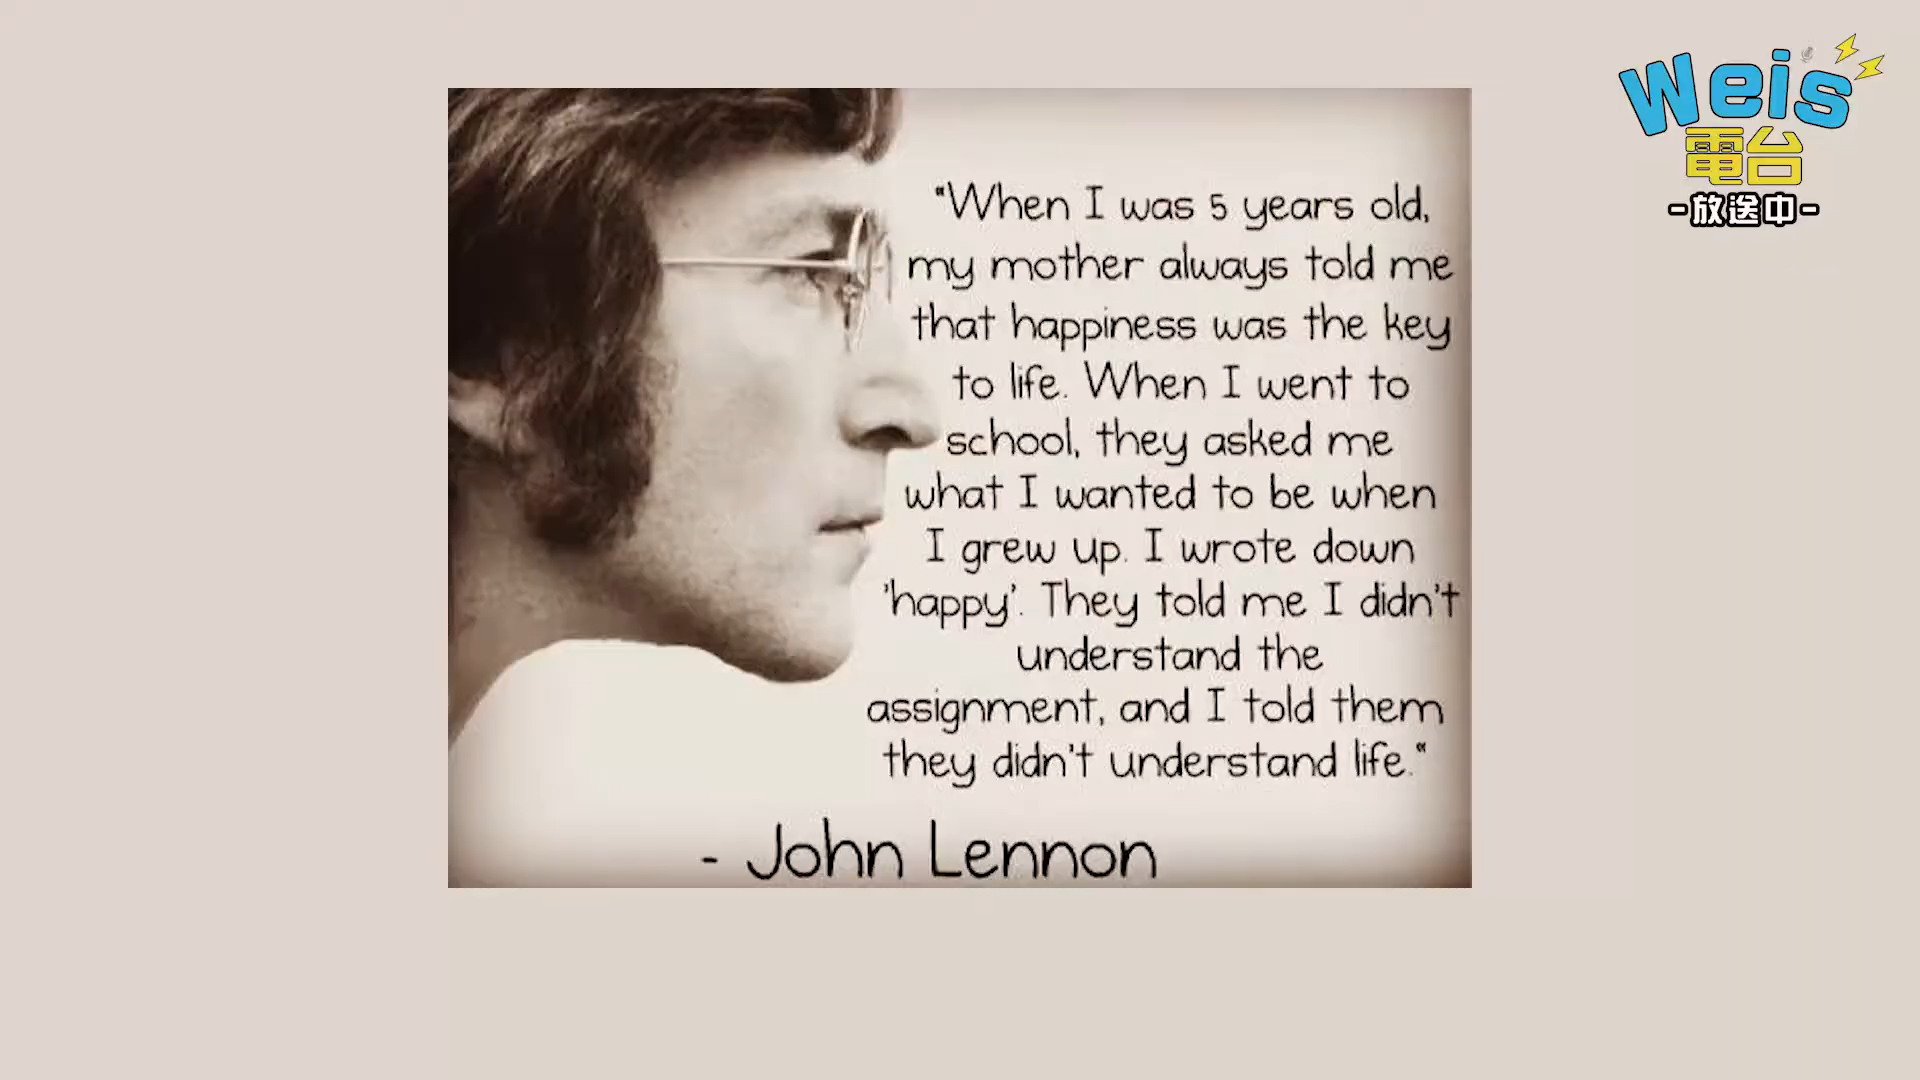 "When I was 5 years old,
my mother always told me
that happiness was the key
to life. When I went to
school, they asked me
what I wanted to be when
I grew up. I wrote down
'happy'. They told me I didn't
understand the
assignment, and I told them
they didn't understand life."
- John Lennon
Weis
電台
-放送中-